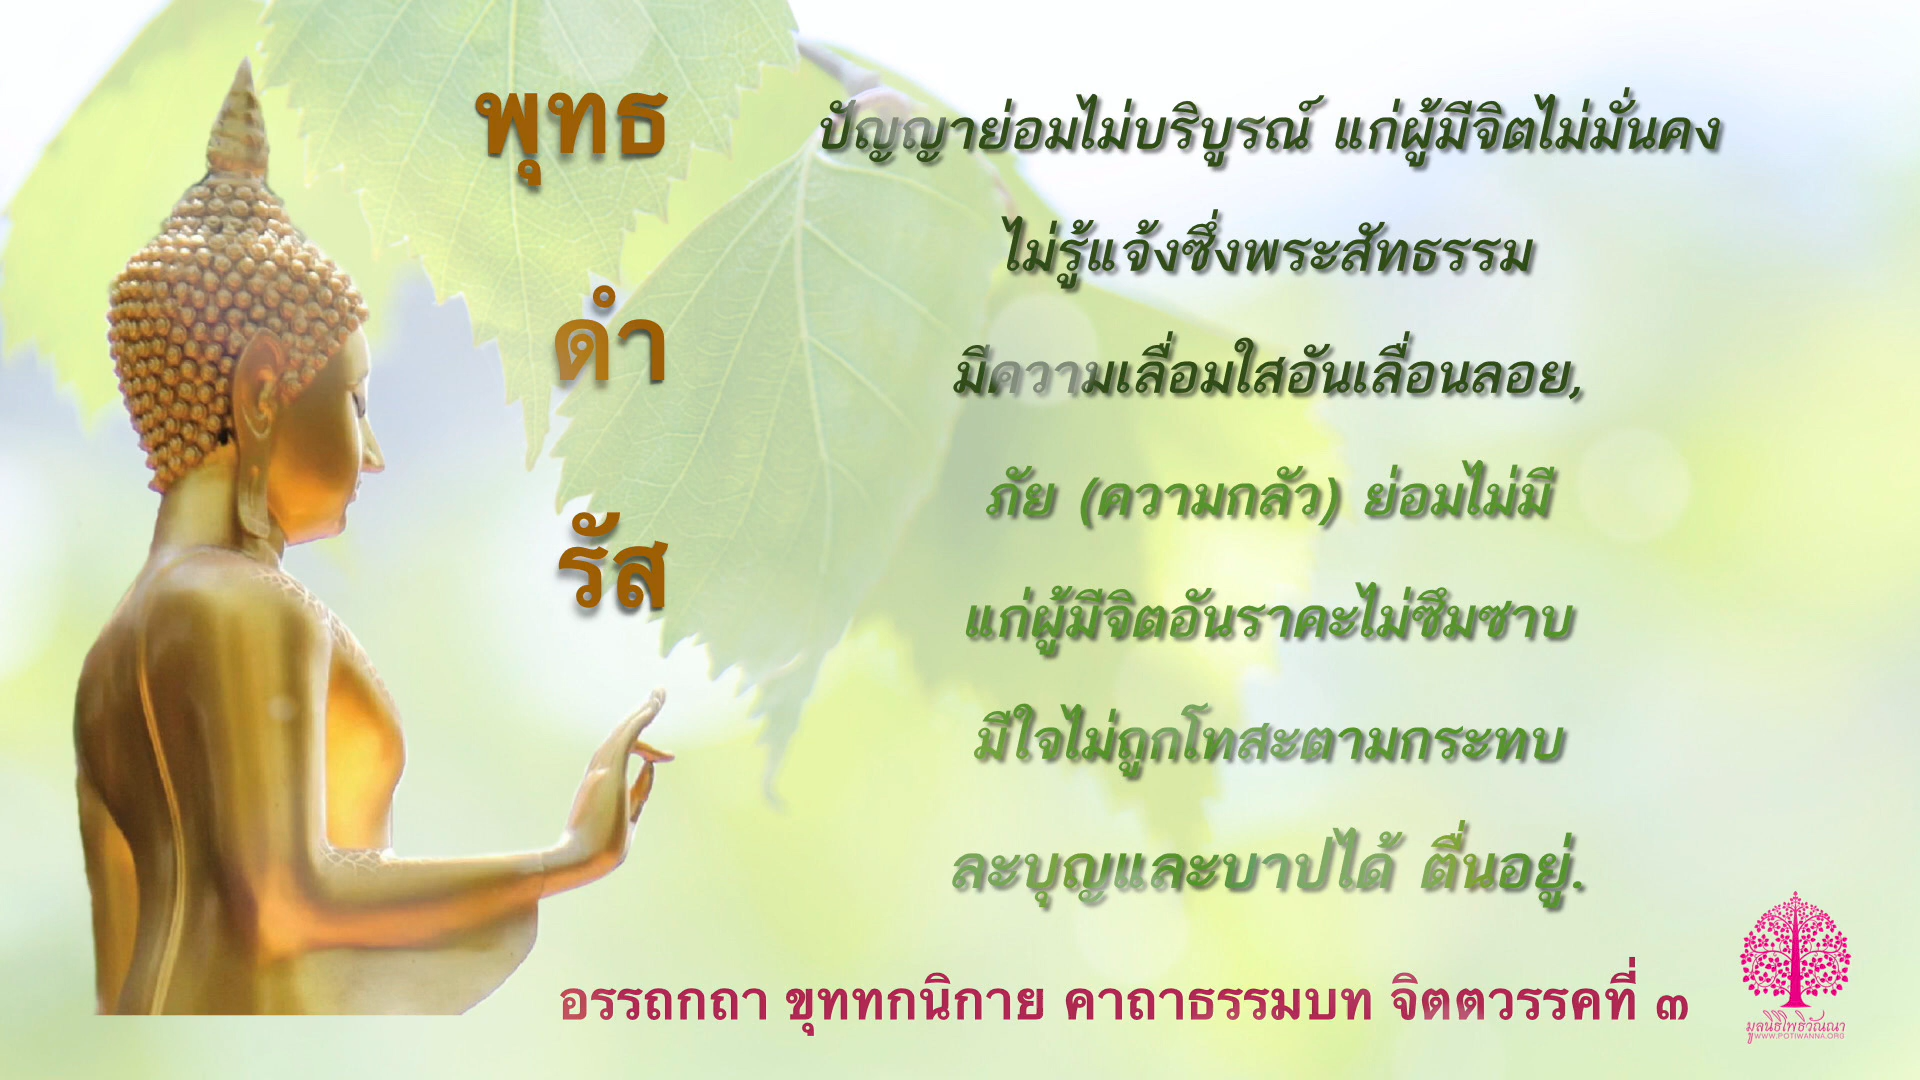 พุทธ
ดำ
รัส
ปัญญาย่อมไม่บริบูรณ์ แก่ผู้มีจิตไม่มั่นคง
ไม่รู้แจ้งซึ่งพระสัทธรรม
มีความเลื่อมใสอันเลื่อนลอย,
ภัย (ความกลัว) ย่อมไม่มี
แก่ผู้มีจิตอันราคะไม่ซึมซาบ
มีใจไม่ถูกโทสะตามกระทบ
ละบุญและบาปได้ ตื่นอยู่.
อรรถกถา ขุททกนิกาย คาถาธรรมบท จิตตวรรคที่ ๓
มูลนิธิโพธิวัณณา
WWW.POTIWANNA.ORG